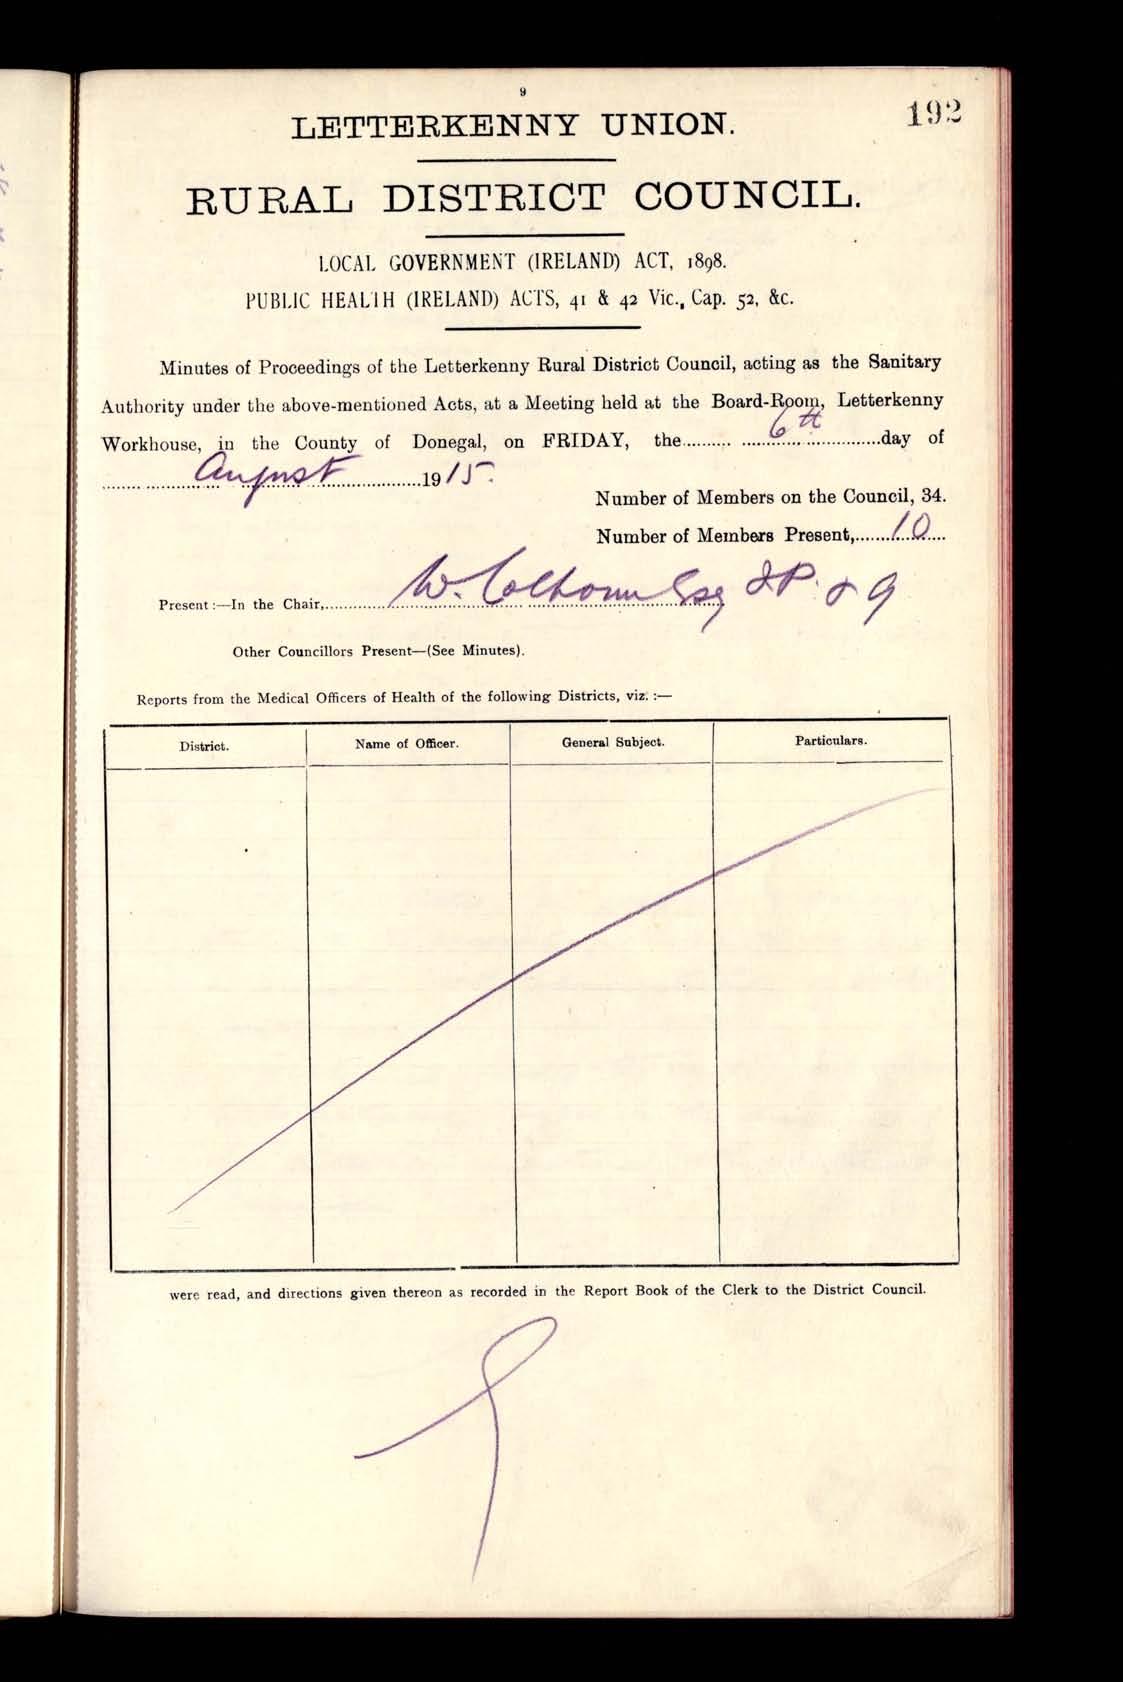 9
192
LETTERKENNY UNION.
RURAL DISTRICT COUNCIL.
LOCAL GOVERNMENT (IRELAND) ACT, 1898.
PUBLIC HEALTH (IRELAND) ACTS, 41 & 42 Vic., Cap. 52, &c.
Minutes of Proceedings of the Letterkenny Rural District Council, acting as the Sanitary
Authority under the above-mentioned Acts, at a Meeting held at the Board-Room, Letterkenny
Workhouse, in the County of Donegal, on FRIDAY, the 6th day of
August 1915.
Number of Members on the Council, 34.
Number of Members Present, 10
Present:—In the Chair, W. Colhoun Esq JP. & 9
Other Councillors Present—(See Minutes).
Reports from the Medical Officers of Health of the following Districts, viz. :—
District. Name of Officer. General Subject. Particulars.
were read, and directions given thereon as recorded in the Report Book of the Clerk to the District Council.